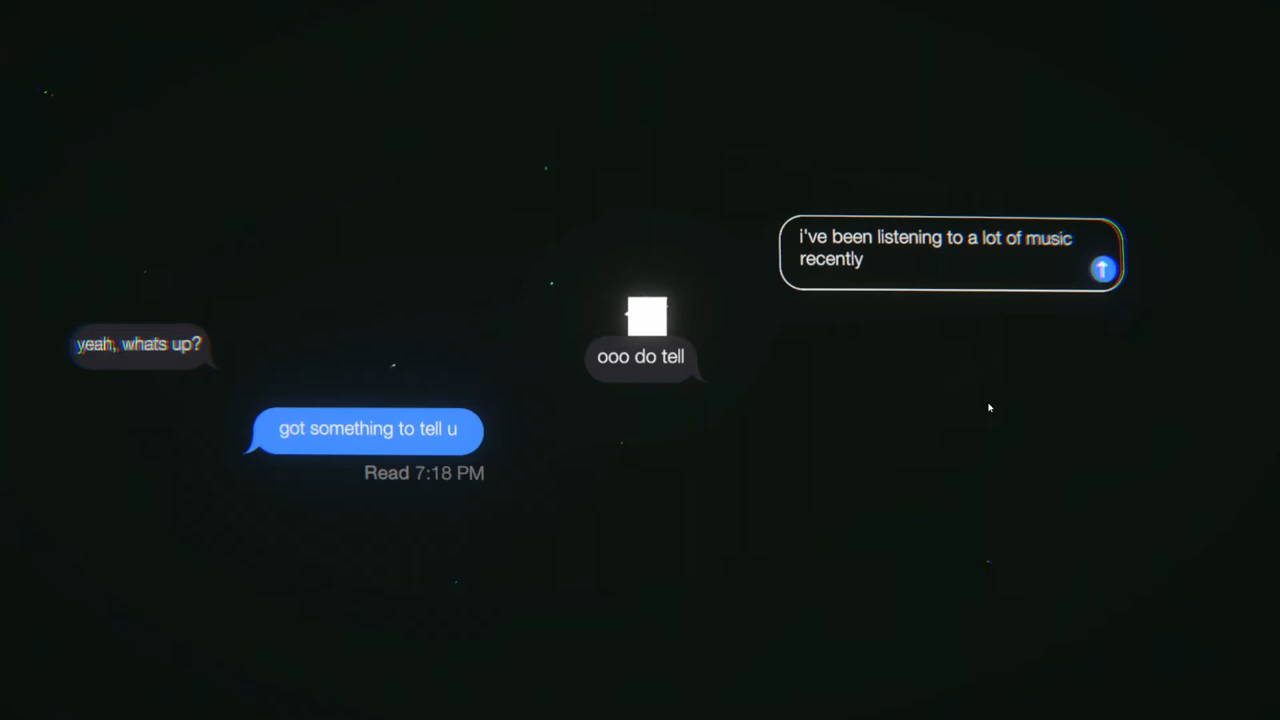 yeah, whats up?
got something to tell u
Read 7:18 PM
ooo do tell
i've been listening to a lot of music
recently